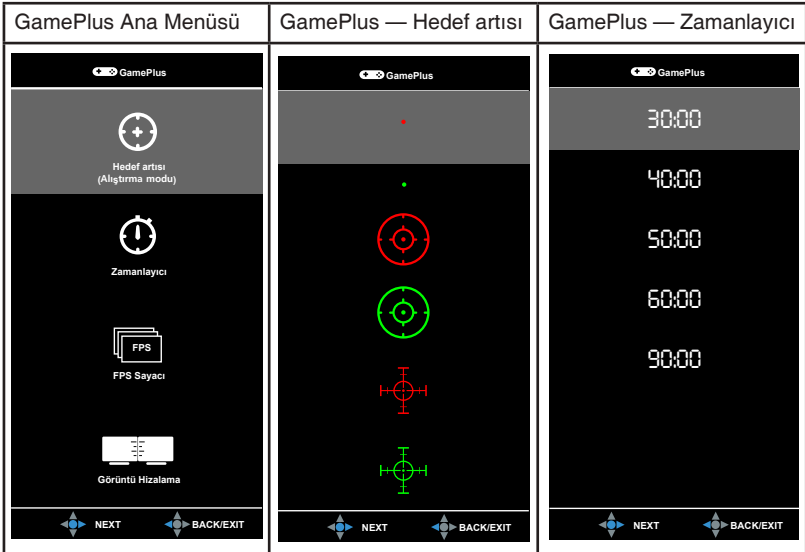 GamePlus Ana Menüsü
GamePlus
Hedef artısı
(Alıştırma modu)
Zamanlayıcı
FPS
FPS Sayacı
Görüntü Hizalama
NEXT BACK/EXIT
GamePlus — Hedef artısı
GamePlus
NEXT BACK/EXIT
GamePlus — Zamanlayıcı
GamePlus
30:00
40:00
50:00
60:00
90:00
NEXT BACK/EXIT